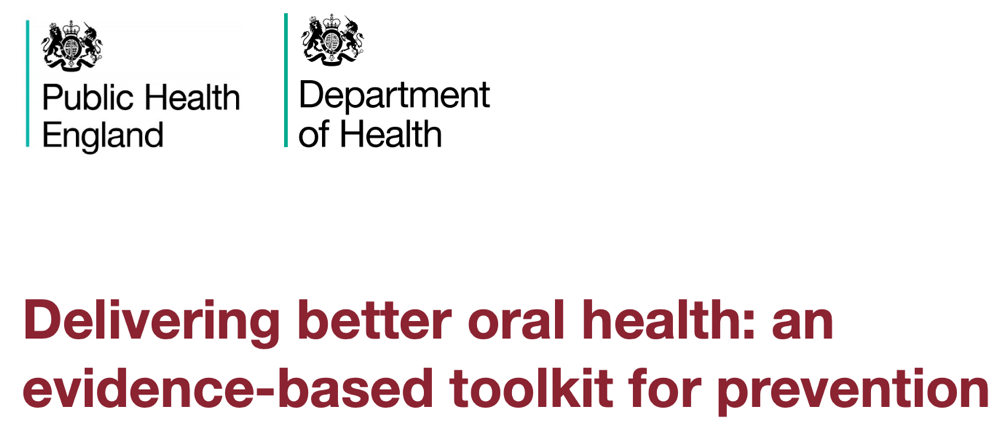 Public Health
England
Department
of Health
Delivering better oral health: an
evidence-based toolkit for prevention